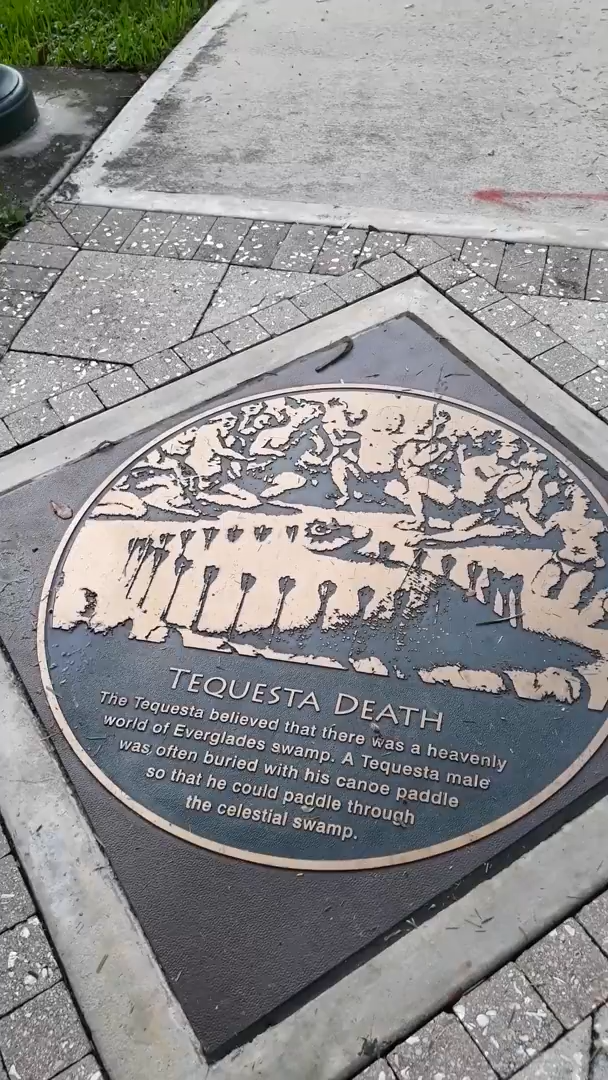 TEQUESTA DEATH
The Tequesta believed that there was a heavenly
world of Everglades swamp. A Tequesta male
was often buried with his canoe paddle
so that he could paddle through
the celestial swamp.